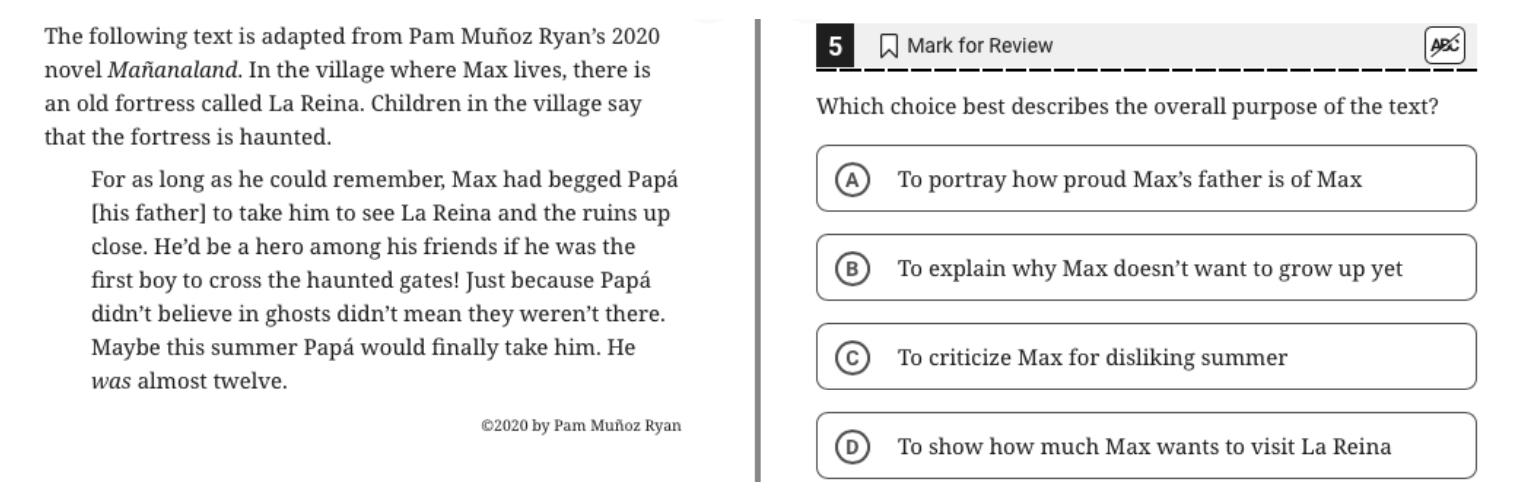 The following text is adapted from Pam Muñoz Ryan’s 2020
novel Mañanaland. In the village where Max lives, there is
an old fortress called La Reina. Children in the village say
that the fortress is haunted.
For as long as he could remember, Max had begged Papá
[his father] to take him to see La Reina and the ruins up
close. He’d be a hero among his friends if he was the
first boy to cross the haunted gates! Just because Papá
didn’t believe in ghosts didn’t mean they weren’t there.
Maybe this summer Papá would finally take him. He
was almost twelve.
©2020 by Pam Muñoz Ryan
5
Mark for Review
ABC
Which choice best describes the overall purpose of the text?
A To portray how proud Max’s father is of Max
B To explain why Max doesn’t want to grow up yet
C To criticize Max for disliking summer
D To show how much Max wants to visit La Reina